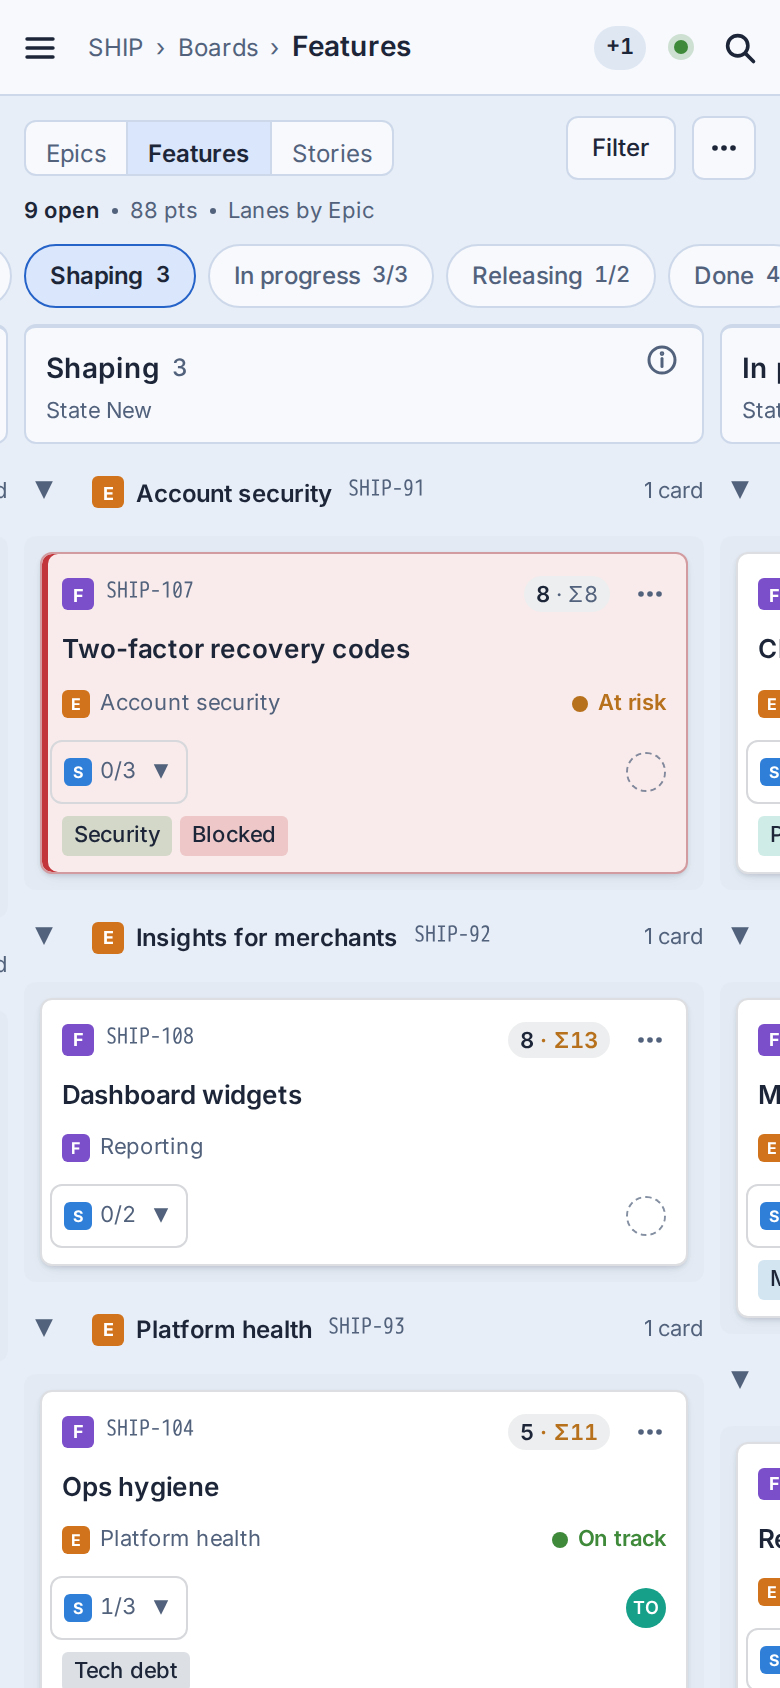 SHIP › Boards › Features +1
Epics Features Stories Filter •••
9 open • 88 pts • Lanes by Epic
Shaping 3 In progress 3/3 Releasing 1/2 Done 4
Shaping 3
State New
E Account security SHIP-91 1 card
F SHIP-107 8 · Σ8
Two-factor recovery codes
E Account security At risk
S 0/3
Security Blocked
E Insights for merchants SHIP-92 1 card
F SHIP-108 8 · Σ13
Dashboard widgets
F Reporting
S 0/2
E Platform health SHIP-93 1 card
F SHIP-104 5 · Σ11
Ops hygiene
E Platform health On track
S 1/3 TO
Tech debt